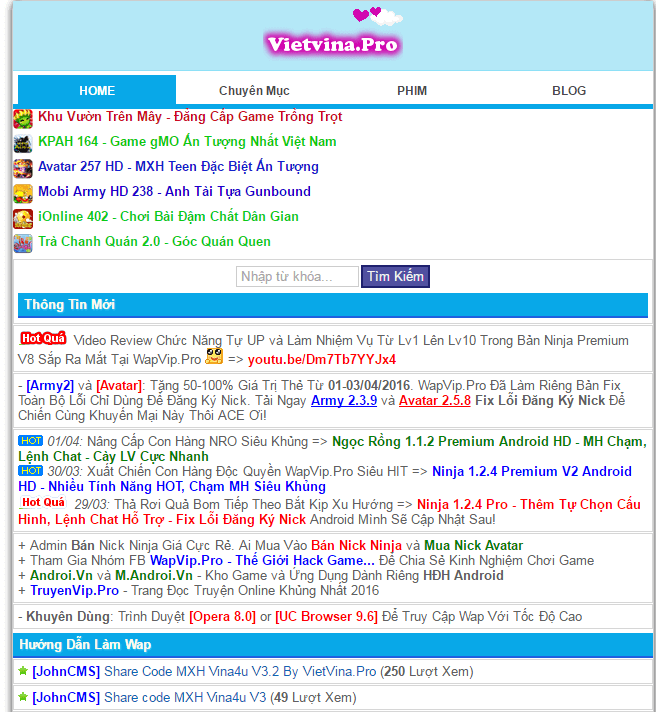 Vietvina.Pro
HOME Chuyên Mục PHIM BLOG
Khu Vườn Trên Mây - Đẳng Cấp Game Trồng Trọt
KPAH 164 - Game gMO Ấn Tượng Nhất Việt Nam
Avatar 257 HD - MXH Teen Đặc Biệt Ấn Tượng
Mobi Army HD 238 - Anh Tài Tựa Gunbound
iOnline 402 - Chơi Bài Đậm Chất Dân Gian
Trà Chanh Quán 2.0 - Góc Quán Quen
Nhập từ khóa... Tìm Kiếm
Thông Tin Mới
Hot Quá Video Review Chức Năng Tự UP và Làm Nhiệm Vụ Từ Lv1 Lên Lv10 Trong Bản Ninja Premium
V8 Sắp Ra Mắt Tại WapVip.Pro => youtu.be/Dm7Tb7YYJx4
- [Army2] và [Avatar]: Tặng 50-100% Giá Trị Thẻ Từ 01-03/04/2016. WapVip.Pro Đã Làm Riêng Bản Fix
Toàn Bộ Lỗi Chỉ Dùng Để Đăng Ký Nick. Tải Ngay Army 2.3.9 và Avatar 2.5.8 Fix Lỗi Đăng Ký Nick Để
Chiến Cùng Khuyến Mại Này Thôi ACE Ơi!
HOT 01/04: Nâng Cấp Con Hàng NRO Siêu Khủng => Ngọc Rồng 1.1.2 Premium Android HD - MH Chạm,
Lệnh Chat - Cày LV Cực Nhanh
HOT 30/03: Xuất Chiến Con Hàng Độc Quyền WapVip.Pro Siêu HIT => Ninja 1.2.4 Premium V2 Android
HD - Nhiều Tính Năng HOT, Chạm MH Siêu Khủng
Hot Quá 29/03: Thả Rơi Quả Bom Tiếp Theo Bắt Kịp Xu Hướng => Ninja 1.2.4 Pro - Thêm Tự Chọn Cấu
Hình, Lệnh Chat Hỗ Trợ - Fix Lỗi Đăng Ký Nick Android Mình Sẽ Cập Nhật Sau!
+ Admin Bán Nick Ninja Giá Cực Rẻ. Ai Mua Vào Bán Nick Ninja và Mua Nick Avatar
+ Tham Gia Nhóm FB WapVip.Pro - Thế Giới Hack Game... Để Chia Sẻ Kinh Nghiệm Chơi Game
+ Androi.Vn và M.Androi.Vn - Kho Game và Ứng Dụng Dành Riêng HĐH Android
+ TruyenVip.Pro - Trang Đọc Truyện Online Khủng Nhất 2016
- Khuyên Dùng: Trình Duyệt [Opera 8.0] or [UC Browser 9.6] Để Truy Cập Wap Với Tốc Độ Cao
Hướng Dẫn Làm Wap
[JohnCMS] Share Code MXH Vina4u V3.2 By VietVina.Pro (250 Lượt Xem)
[JohnCMS] Share code MXH Vina4u V3 (49 Lượt Xem)